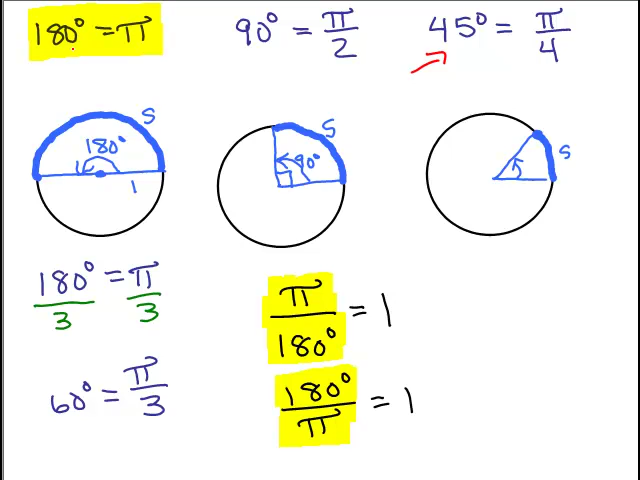 180° = π
90° = π/2
45° = π/4
S
180°
1
S
90°
S
180°/3 = π/3
60° = π/3
π/180° = 1
180°/π = 1